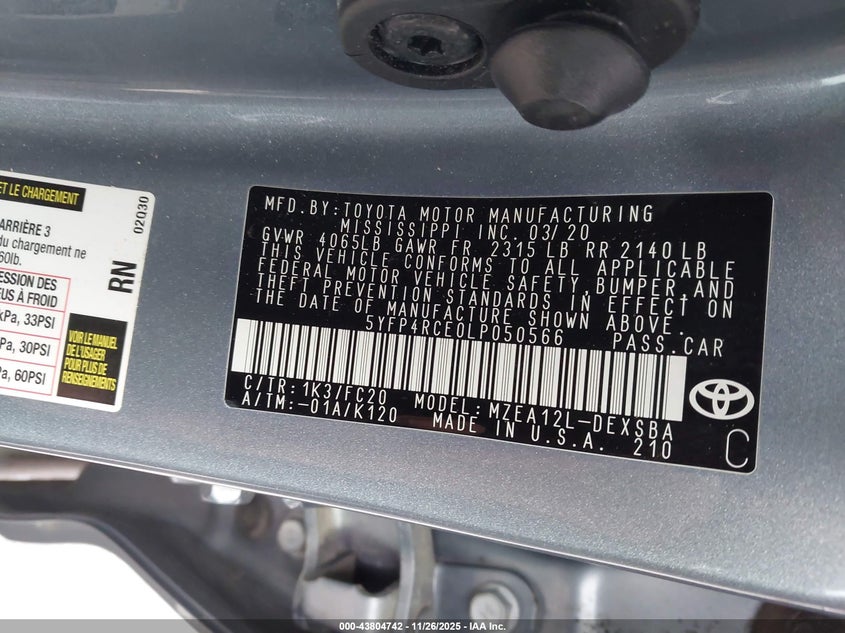 ET LE CHARGEMENT
ARRIÈRE 3
du chargement ne
60lb.
ESSION DES
EUS À FROID
kPa, 33PSI
Pa, 30PSI
a, 60PSI
VOIR LE MANUEL
DE L'USAGER
POUR PLUS DE
RENSEIGNEMENTS
RN
02030
MFD.BY:TOYOTA MOTOR MANUFACTURING
MISSISSIPPI INC. 03/20
GVWR 4065LB GAWR FR 2315 LB RR 2140 LB
THIS VEHICLE CONFORMS TO ALL APPLICABLE
FEDERAL MOTOR VEHICLE SAFETY, BUMPER, AND
THEFT PREVENTION STANDARDS IN EFFECT ON
THE DATE OF MANUFACTURE SHOWN ABOVE.
5YFP4RCE0LP050566 PASS.CAR
C/TR: 1K3/FC20 MODEL: MZEA12L-DEXSBA
A/TM:-01A/K120 MADE IN U.S.A. 210
C
000-43804742 - 11/26/2025 - IAA Inc.